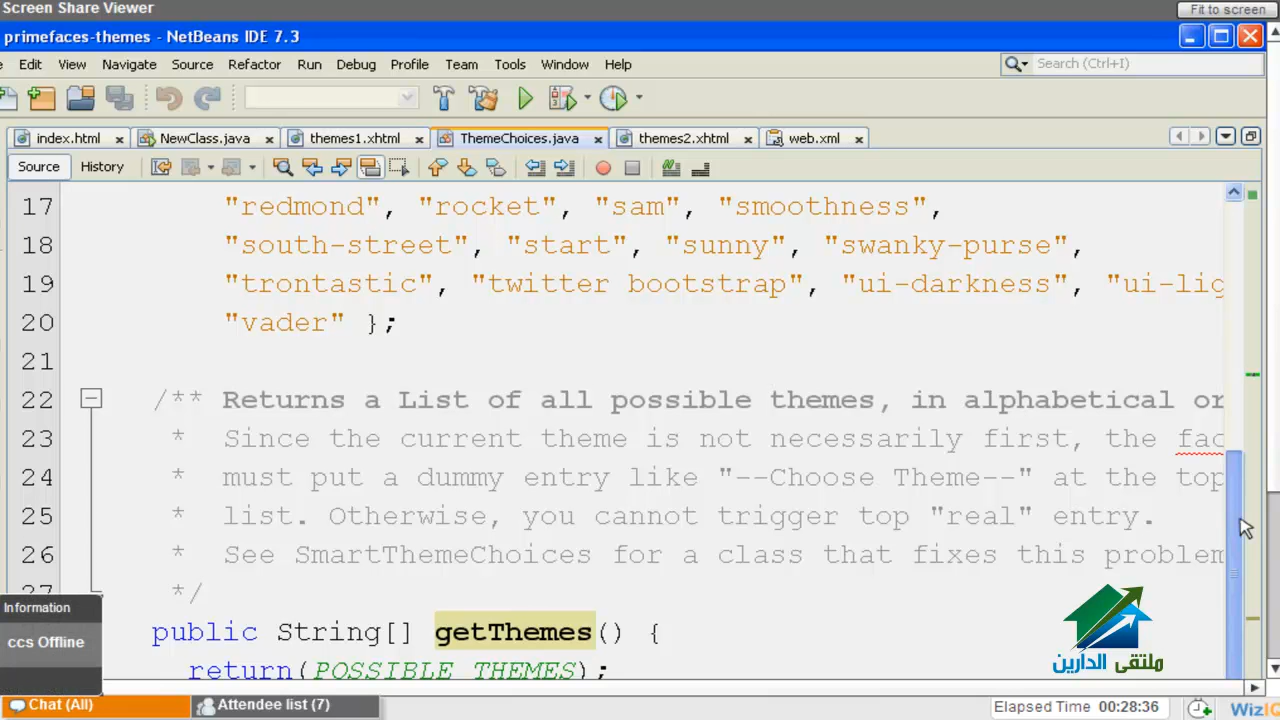 Screen Share Viewer
Fit to screen
primefaces-themes - NetBeans IDE 7.3
Edit View Navigate Source Refactor Run Debug Profile Team Tools Window Help
Search (Ctrl+I)
index.html NewClass.java themes1.xhtml ThemeChoices.java themes2.xhtml web.xml
Source History
17 "redmond", "rocket", "sam", "smoothness",
18 "south-street", "start", "sunny", "swanky-purse",
19 "trontastic", "twitter bootstrap", "ui-darkness", "ui-lig
20 "vader" };
21
22 /** Returns a List of all possible themes, in alphabetical or
23 * Since the current theme is not necessarily first, the fac
24 * must put a dummy entry like "--Choose Theme--" at the top
25 * list. Otherwise, you cannot trigger top "real" entry.
26 * See SmartThemeChoices for a class that fixes this problem
27 */
public String[] getThemes() {
return(POSSIBLE_THEMES);
Information
ccs Offline
ملتقى الدارين
Chat (All)
Attendee list (7)
Elapsed Time 00:28:36
WizIQ